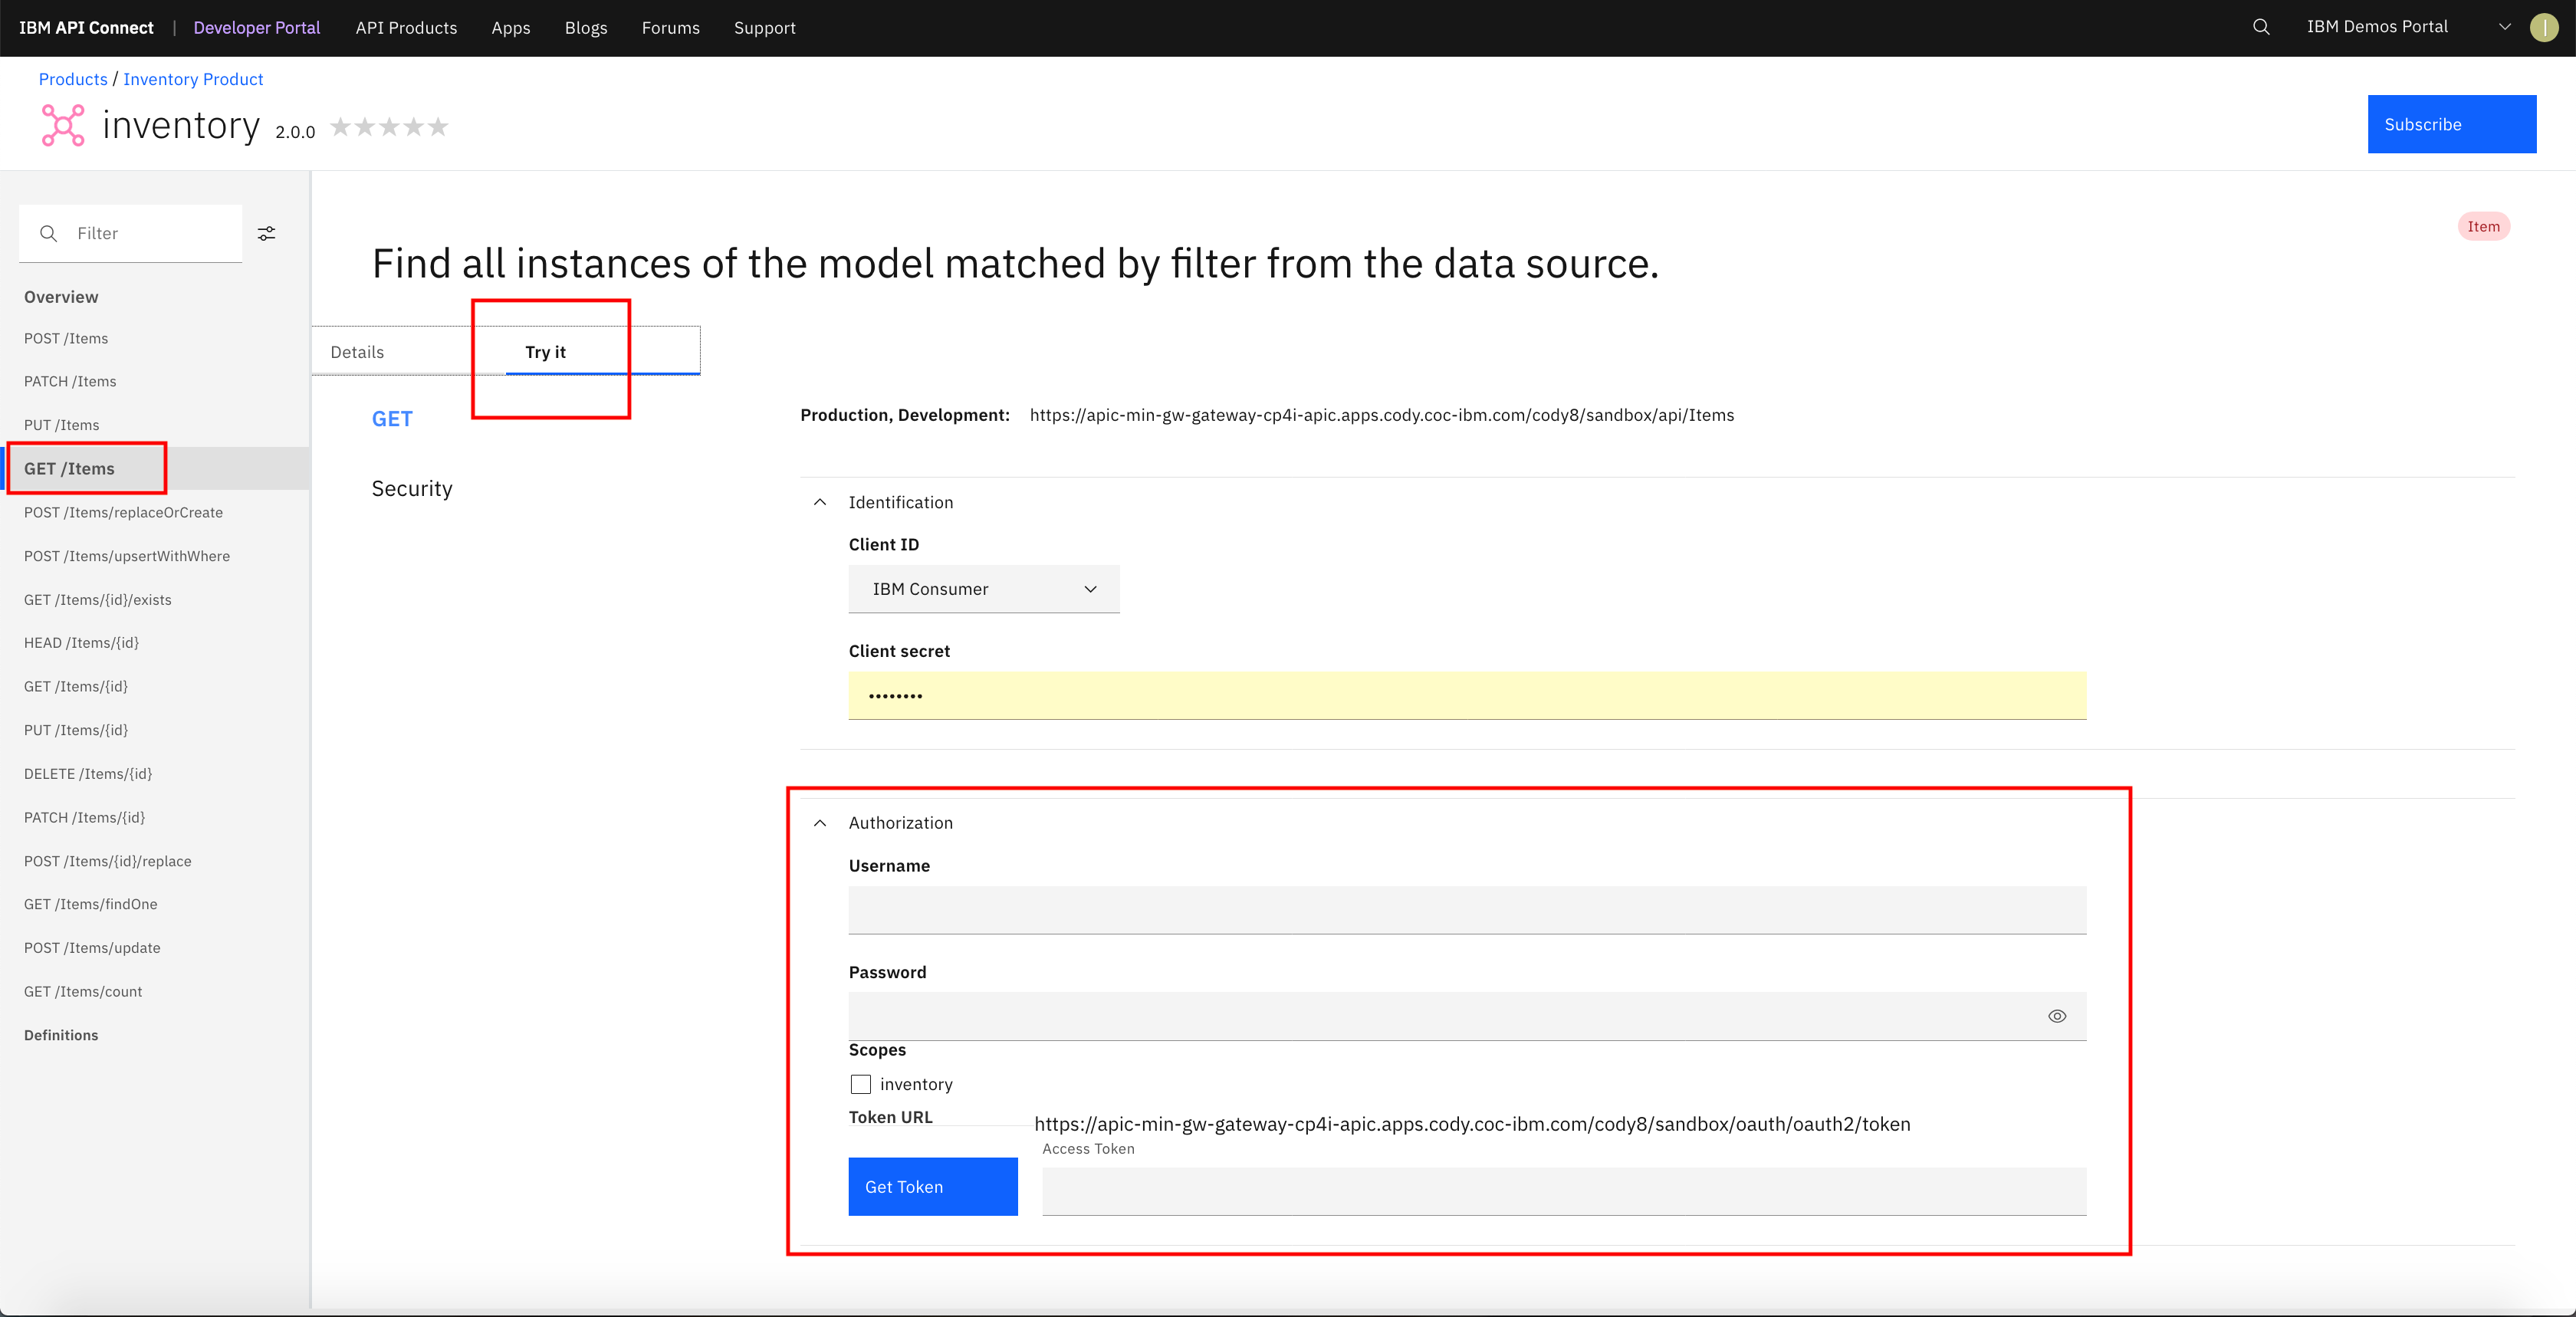 IBM API Connect | Developer Portal API Products Apps Blogs Forums Support IBM Demos Portal
Products / Inventory Product
inventory 2.0.0
Subscribe
Filter
Item
Find all instances of the model matched by filter from the data source.
Overview
POST /Items
PATCH /Items
PUT /Items
GET /Items
POST /Items/replaceOrCreate
POST /Items/upsertWithWhere
GET /Items/{id}/exists
HEAD /Items/{id}
GET /Items/{id}
PUT /Items/{id}
DELETE /Items/{id}
PATCH /Items/{id}
POST /Items/{id}/replace
GET /Items/findOne
POST /Items/update
GET /Items/count
Definitions
Details Try it
GET
Security
Production, Development: https://apic-min-gw-gateway-cp4i-apic.apps.cody.coc-ibm.com/cody8/sandbox/api/Items
Identification
Client ID
IBM Consumer
Client secret
••••••••
Authorization
Username
Password
Scopes
inventory
Token URL https://apic-min-gw-gateway-cp4i-apic.apps.cody.coc-ibm.com/cody8/sandbox/oauth/oauth2/token
Access Token
Get Token